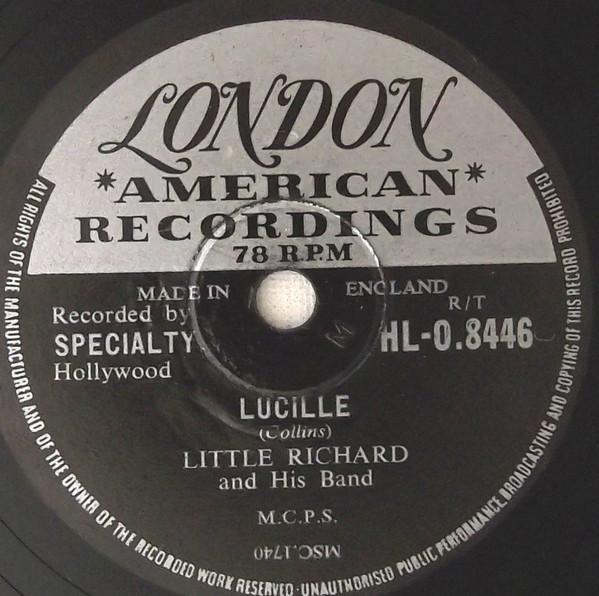 LONDON
*AMERICAN*
RECORDINGS
78 RPM
MADE IN ENGLAND
Recorded by
SPECIALTY
Hollywood
R/T
HL-O.8446
M
LUCILLE
(Collins)
LITTLE RICHARD
and His Band
M.C.P.S.
MSC.1740
ALL RIGHTS OF THE MANUFACTURER AND OF THE OWNER OF THE RECORDED WORK RESERVED·UNAUTHORISED PUBLIC PERFORMANCE, BROADCASTING AND COPYING OF THIS RECORD PROHIBITED